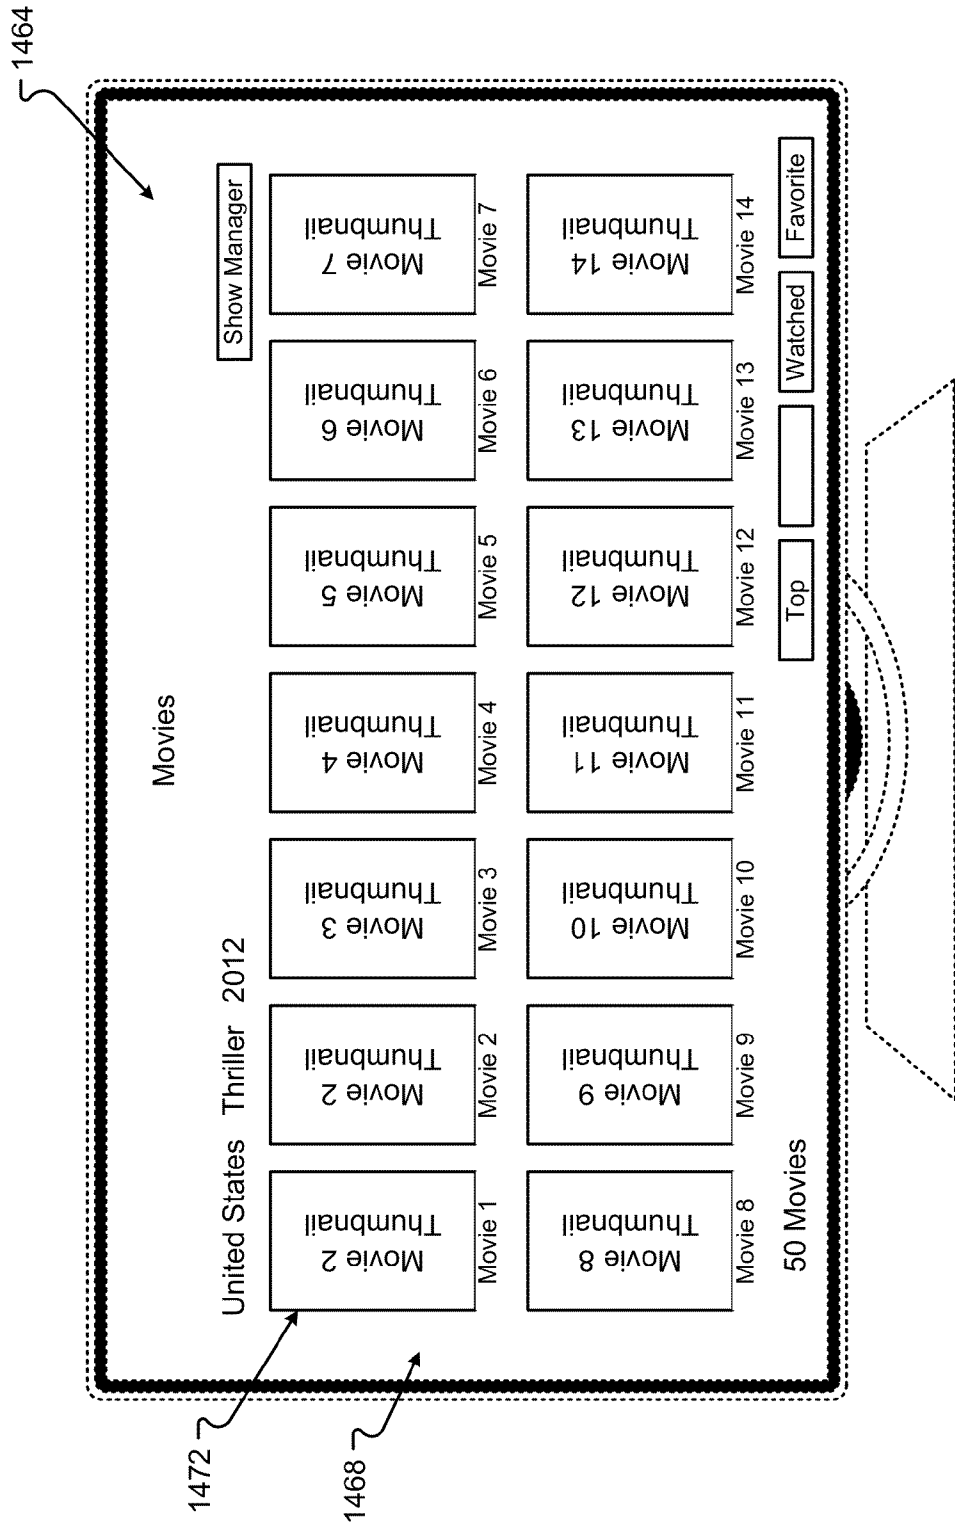 1464
Movies
United States Thriller 2012
Show Manager
1472
Movie 2
Thumbnail
Movie 2
Thumbnail
Movie 3
Thumbnail
Movie 4
Thumbnail
Movie 5
Thumbnail
Movie 6
Thumbnail
Movie 7
Thumbnail
Movie 1
Movie 2
Movie 3
Movie 4
Movie 5
Movie 6
Movie 7
1468
Movie 8
Thumbnail
Movie 9
Thumbnail
Movie 10
Thumbnail
Movie 11
Thumbnail
Movie 12
Thumbnail
Movie 13
Thumbnail
Movie 14
Thumbnail
Movie 8
Movie 9
Movie 10
Movie 11
Movie 12
Movie 13
Movie 14
50 Movies
Top
Watched
Favorite